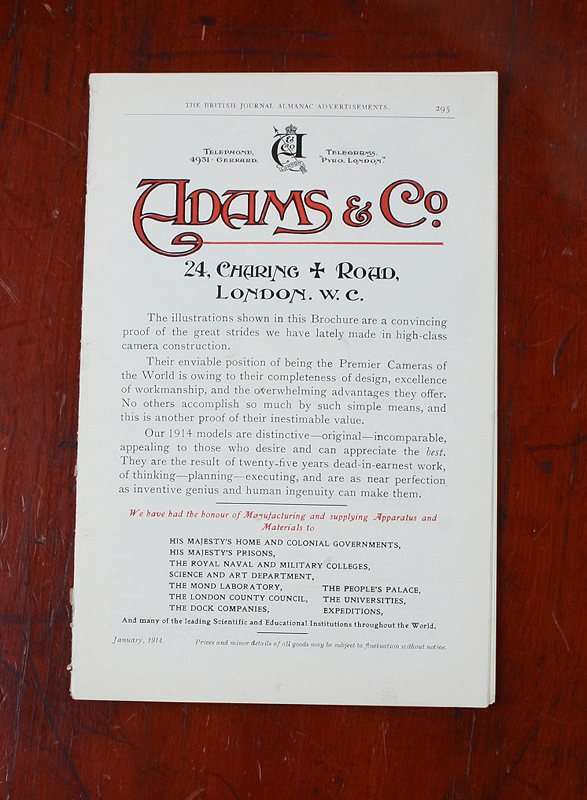 THE BRITISH JOURNAL ALMANAC ADVERTISEMENTS. 295
A & Co LONDON
TELEPHONE, 4931 · GERRARD.
TELEGRAMS, "PYRO, LONDON."
ADAMS & Co.
24, CHARING ✠ ROAD,
LONDON. W. C.
The illustrations shown in this Brochure are a convincing
proof of the great strides we have lately made in high-class
camera construction.
Their enviable position of being the Premier Cameras of
the World is owing to their completeness of design, excellence
of workmanship, and the overwhelming advantages they offer.
No others accomplish so much by such simple means, and
this is another proof of their inestimable value.
Our 1914 models are distinctive—original—incomparable,
appealing to those who desire and can appreciate the best.
They are the result of twenty-five years dead-in-earnest work,
of thinking—planning—executing, and are as near perfection
as inventive genius and human ingenuity can make them.
We have had the honour of Manufacturing and supplying Apparatus and
Materials to
HIS MAJESTY'S HOME AND COLONIAL GOVERNMENTS,
HIS MAJESTY'S PRISONS,
THE ROYAL NAVAL AND MILITARY COLLEGES,
SCIENCE AND ART DEPARTMENT,
THE MOND LABORATORY, THE PEOPLE'S PALACE,
THE LONDON COUNTY COUNCIL, THE UNIVERSITIES,
THE DOCK COMPANIES, EXPEDITIONS,
And many of the leading Scientific and Educational Institutions throughout the World.
January, 1914. Prices and minor details of all goods may be subject to fluctuation without notice.